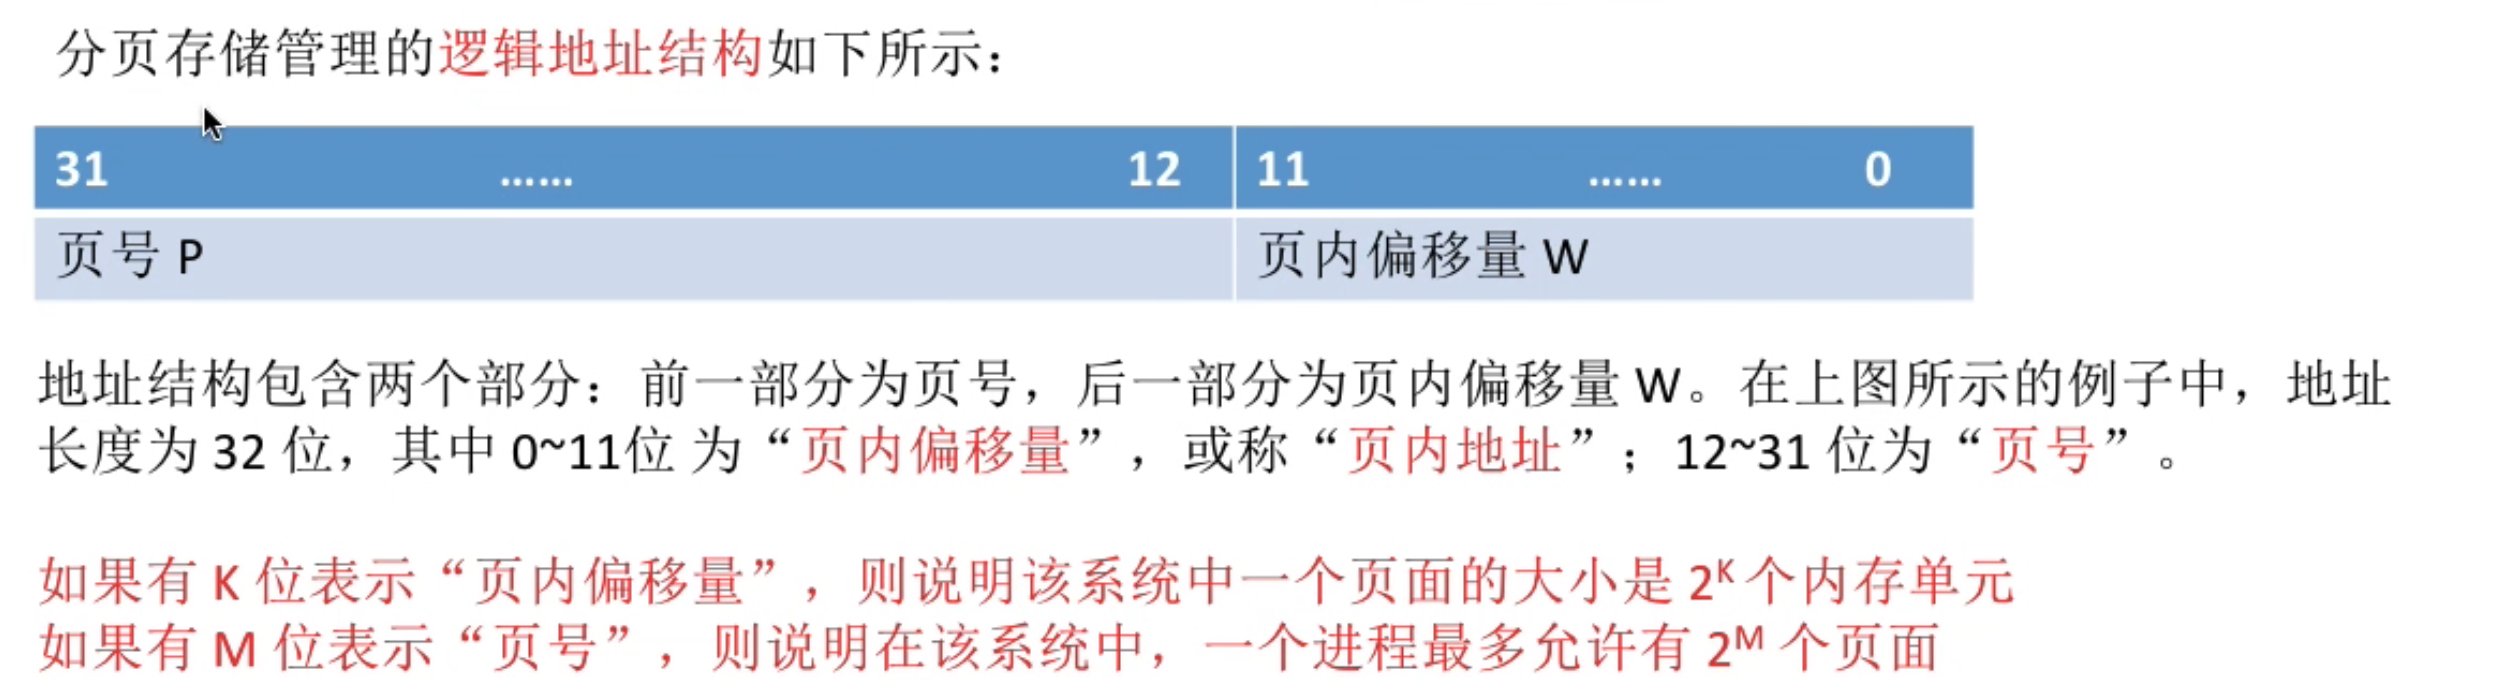 分页存储管理的逻辑地址结构如下所示：
31 …… 12 11 …… 0
页号 P 页内偏移量 W
地址结构包含两个部分：前一部分为页号，后一部分为页内偏移量 W。在上图所示的例子中，地址
长度为 32 位，其中 0~11位 为“页内偏移量”，或称“页内地址”；12~31 位为“页号”。
如果有 K 位表示“页内偏移量”，则说明该系统中一个页面的大小是 2ᴷ 个内存单元
如果有 M 位表示“页号”，则说明在该系统中，一个进程最多允许有 2ᴹ 个页面